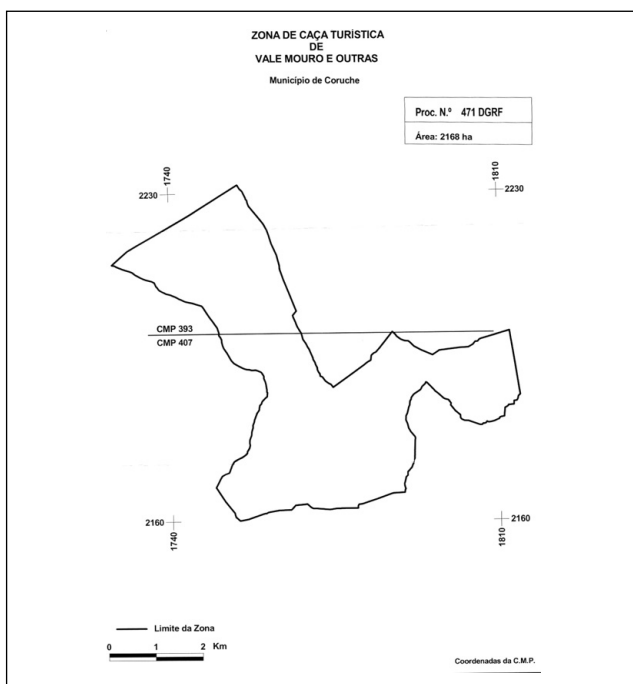 ZONA DE CAÇA TURÍSTICA
DE
VALE MOURO E OUTRAS
Município de Coruche
Proc. N.º 471 DGRF
Área: 2168 ha
1740
2230
1810
2230
CMP 393
CMP 407
2160
1740
2160
1810
Limite da Zona
0 1 2 Km
Coordenadas da C.M.P.